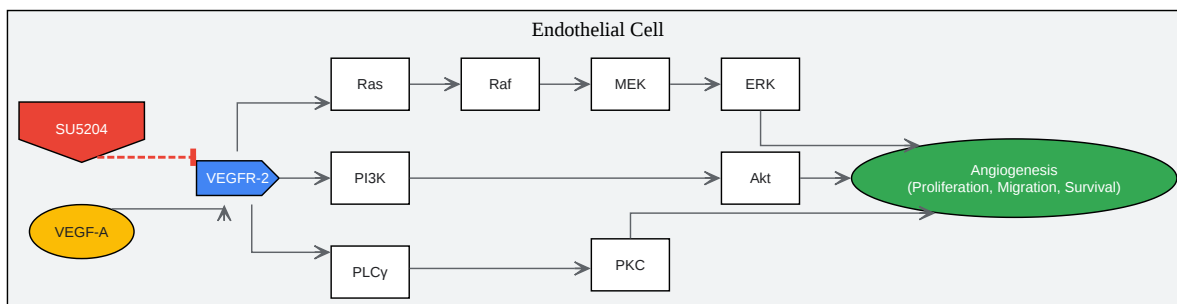 Endothelial Cell
Ras
Raf
MEK
ERK
SU5204
VEGFR-2
PI3K
Akt
Angiogenesis
(Proliferation, Migration, Survival)
VEGF-A
PLCγ
PKC